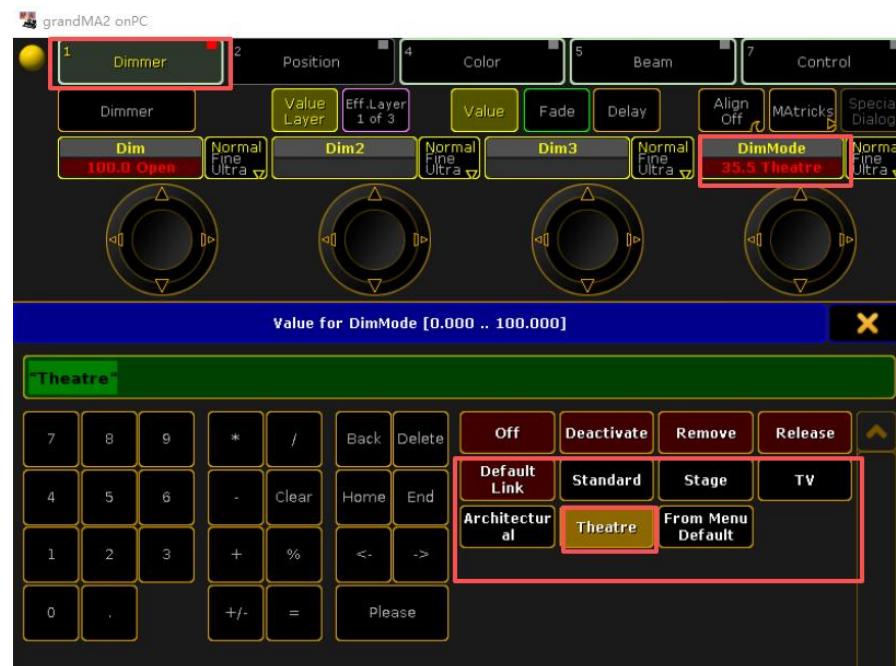 grandMA2 onPC
1 Dimmer 2 Position 4 Color 5 Beam 7 Control
Dimmer Value Layer Eff.Layer 1 of 3 Value Fade Delay Align Off MAtricks Special Dialog
Dim Normal Dim2 Normal Dim3 Normal DimMode Norma
100.0 Open Fine Fine Fine 35.5 Theatre Fine
Ultra Ultra Ultra Ultra
Value for DimMode [0.000 .. 100.000]
"Theatre"
7 8 9 * / Back Delete Off Deactivate Remove Release
4 5 6 - Clear Home End Default Link Standard Stage TV
1 2 3 + % <- -> Architectur al Theatre From Menu Default
0 . +/- = Please